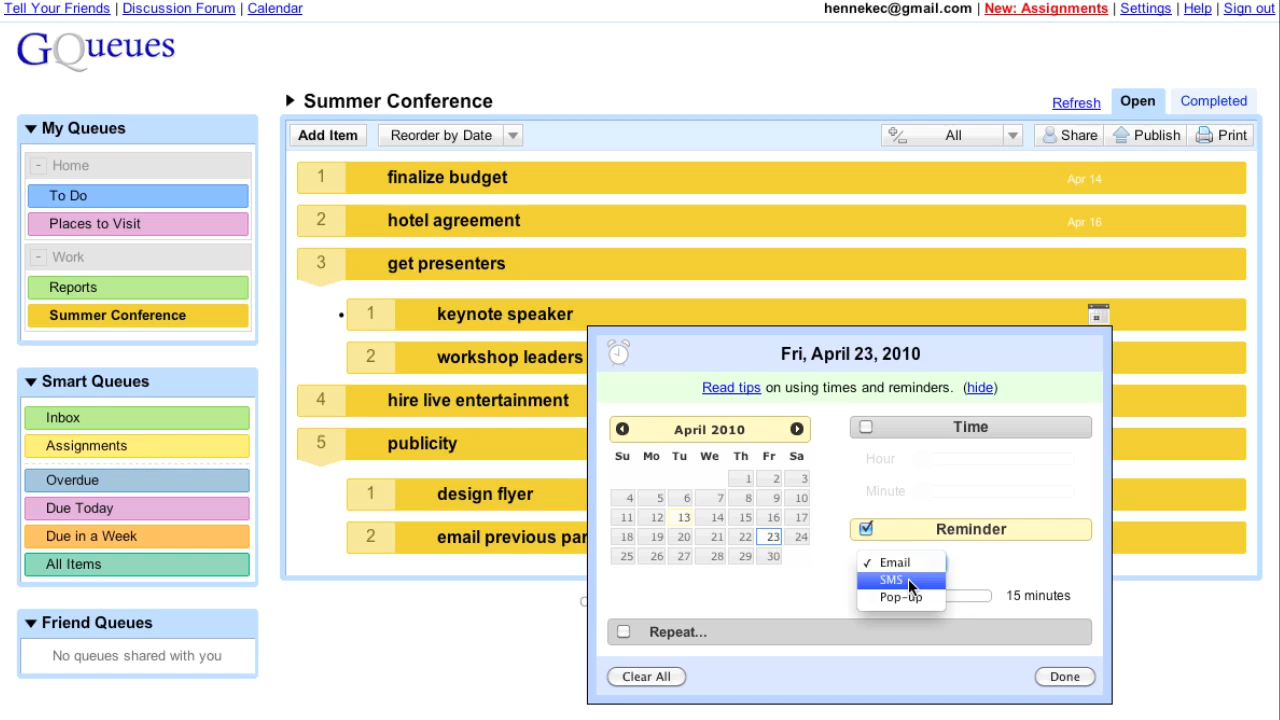 Tell Your Friends | Discussion Forum | Calendar
hennekec@gmail.com | New: Assignments | Settings | Help | Sign out
GQueues
My Queues
- Home
To Do
Places to Visit
- Work
Reports
Summer Conference
Smart Queues
Inbox
Assignments
Overdue
Due Today
Due in a Week
All Items
Friend Queues
No queues shared with you
Summer Conference
Refresh Open Completed
Add Item Reorder by Date All Share Publish Print
1 finalize budget Apr 14
2 hotel agreement Apr 16
3 get presenters
1 keynote speaker
2 workshop leaders
4 hire live entertainment
5 publicity
1 design flyer
2 email previous par
Fri, April 23, 2010
Read tips on using times and reminders. (hide)
April 2010
Su Mo Tu We Th Fr Sa
1 2 3
4 5 6 7 8 9 10
11 12 13 14 15 16 17
18 19 20 21 22 23 24
25 26 27 28 29 30
Time
Hour
Minute
Reminder
✓ Email
SMS
Pop-up
15 minutes
Repeat...
Clear All Done